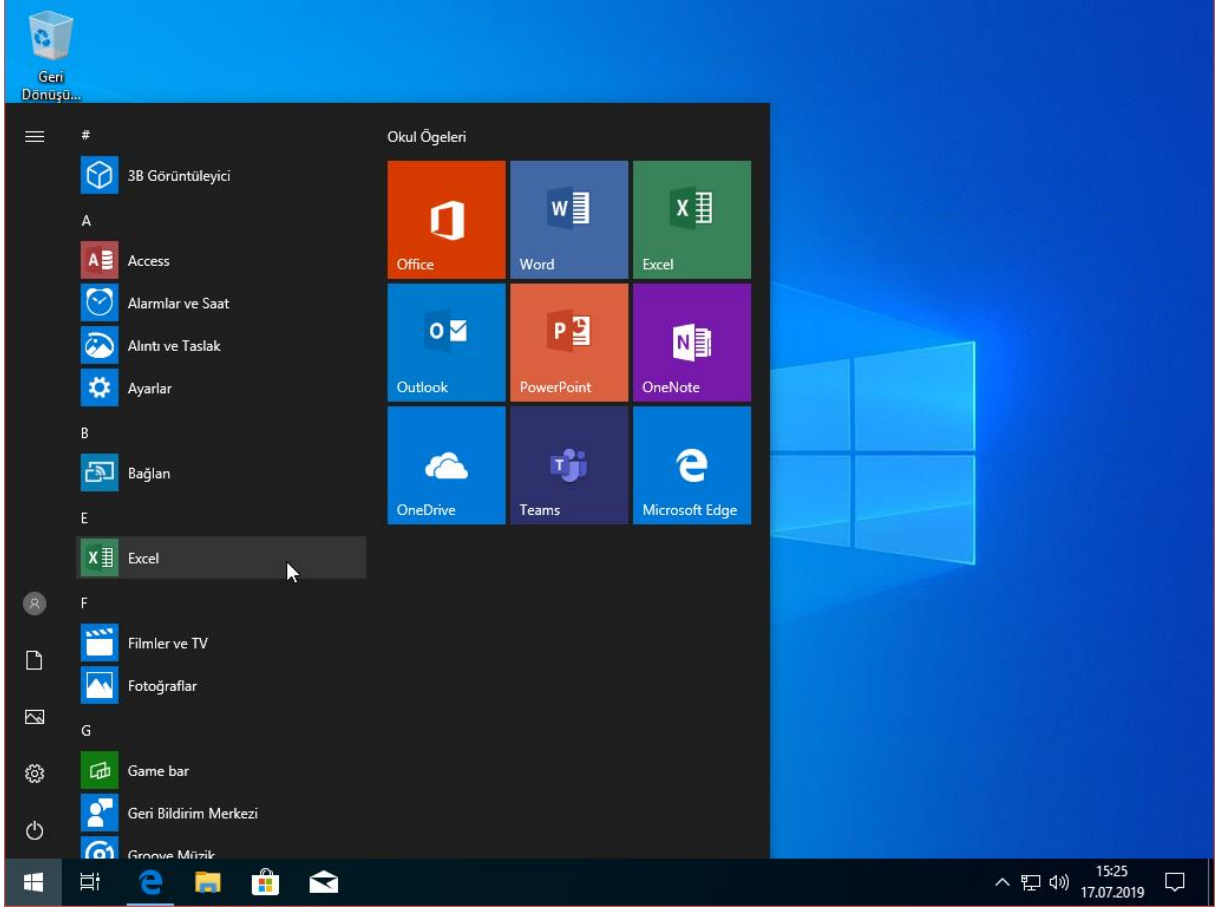 Geri
Dönüşü...
#
3B Görüntüleyici
A
Access
Alarmlar ve Saat
Alıntı ve Taslak
Ayarlar
B
Bağlan
E
Excel
F
Filmler ve TV
Fotoğraflar
G
Game bar
Geri Bildirim Merkezi
Groove Müzik
Okul Ögeleri
Office
Word
Excel
Outlook
PowerPoint
OneNote
OneDrive
Teams
Microsoft Edge
15:25
17.07.2019